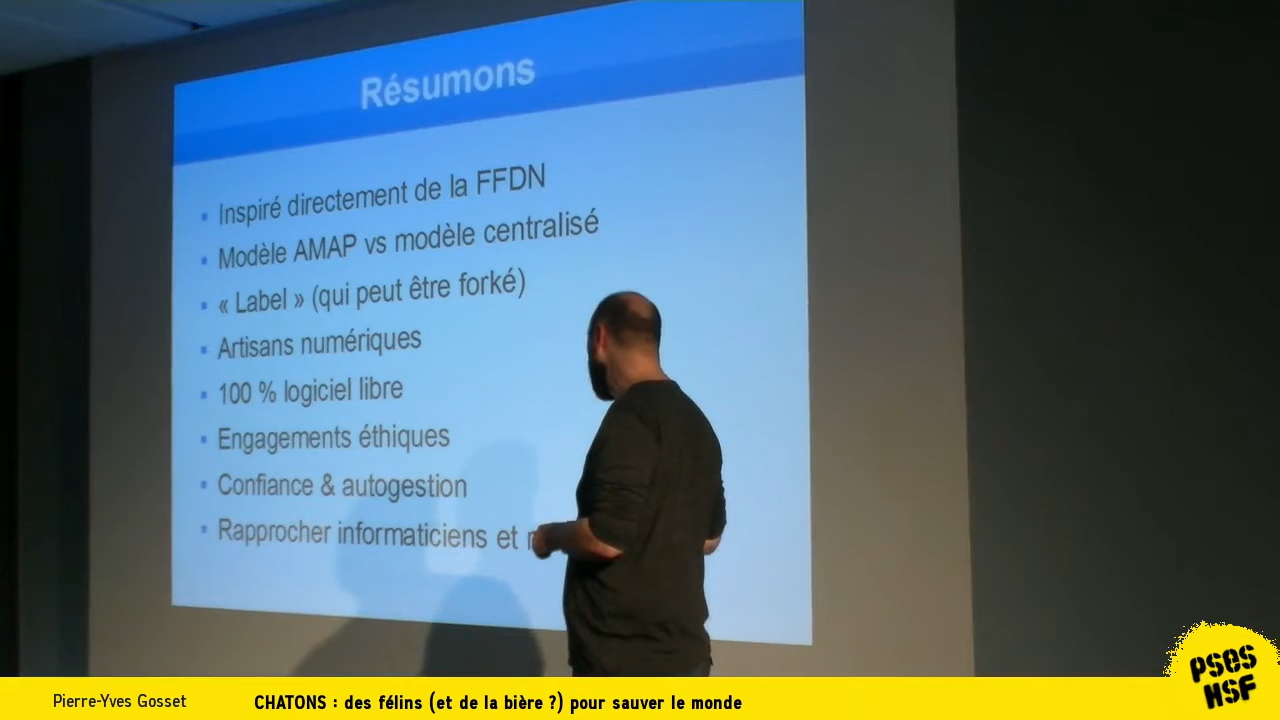 Résumons
Inspiré directement de la FFDN
Modèle AMAP vs modèle centralisé
« Label » (qui peut être forké)
Artisans numériques
100 % logiciel libre
Engagements éthiques
Confiance & autogestion
Rapprocher informaticiens et
PSES
HSF
Pierre-Yves Gosset
CHATONS : des félins (et de la bière ?) pour sauver le monde